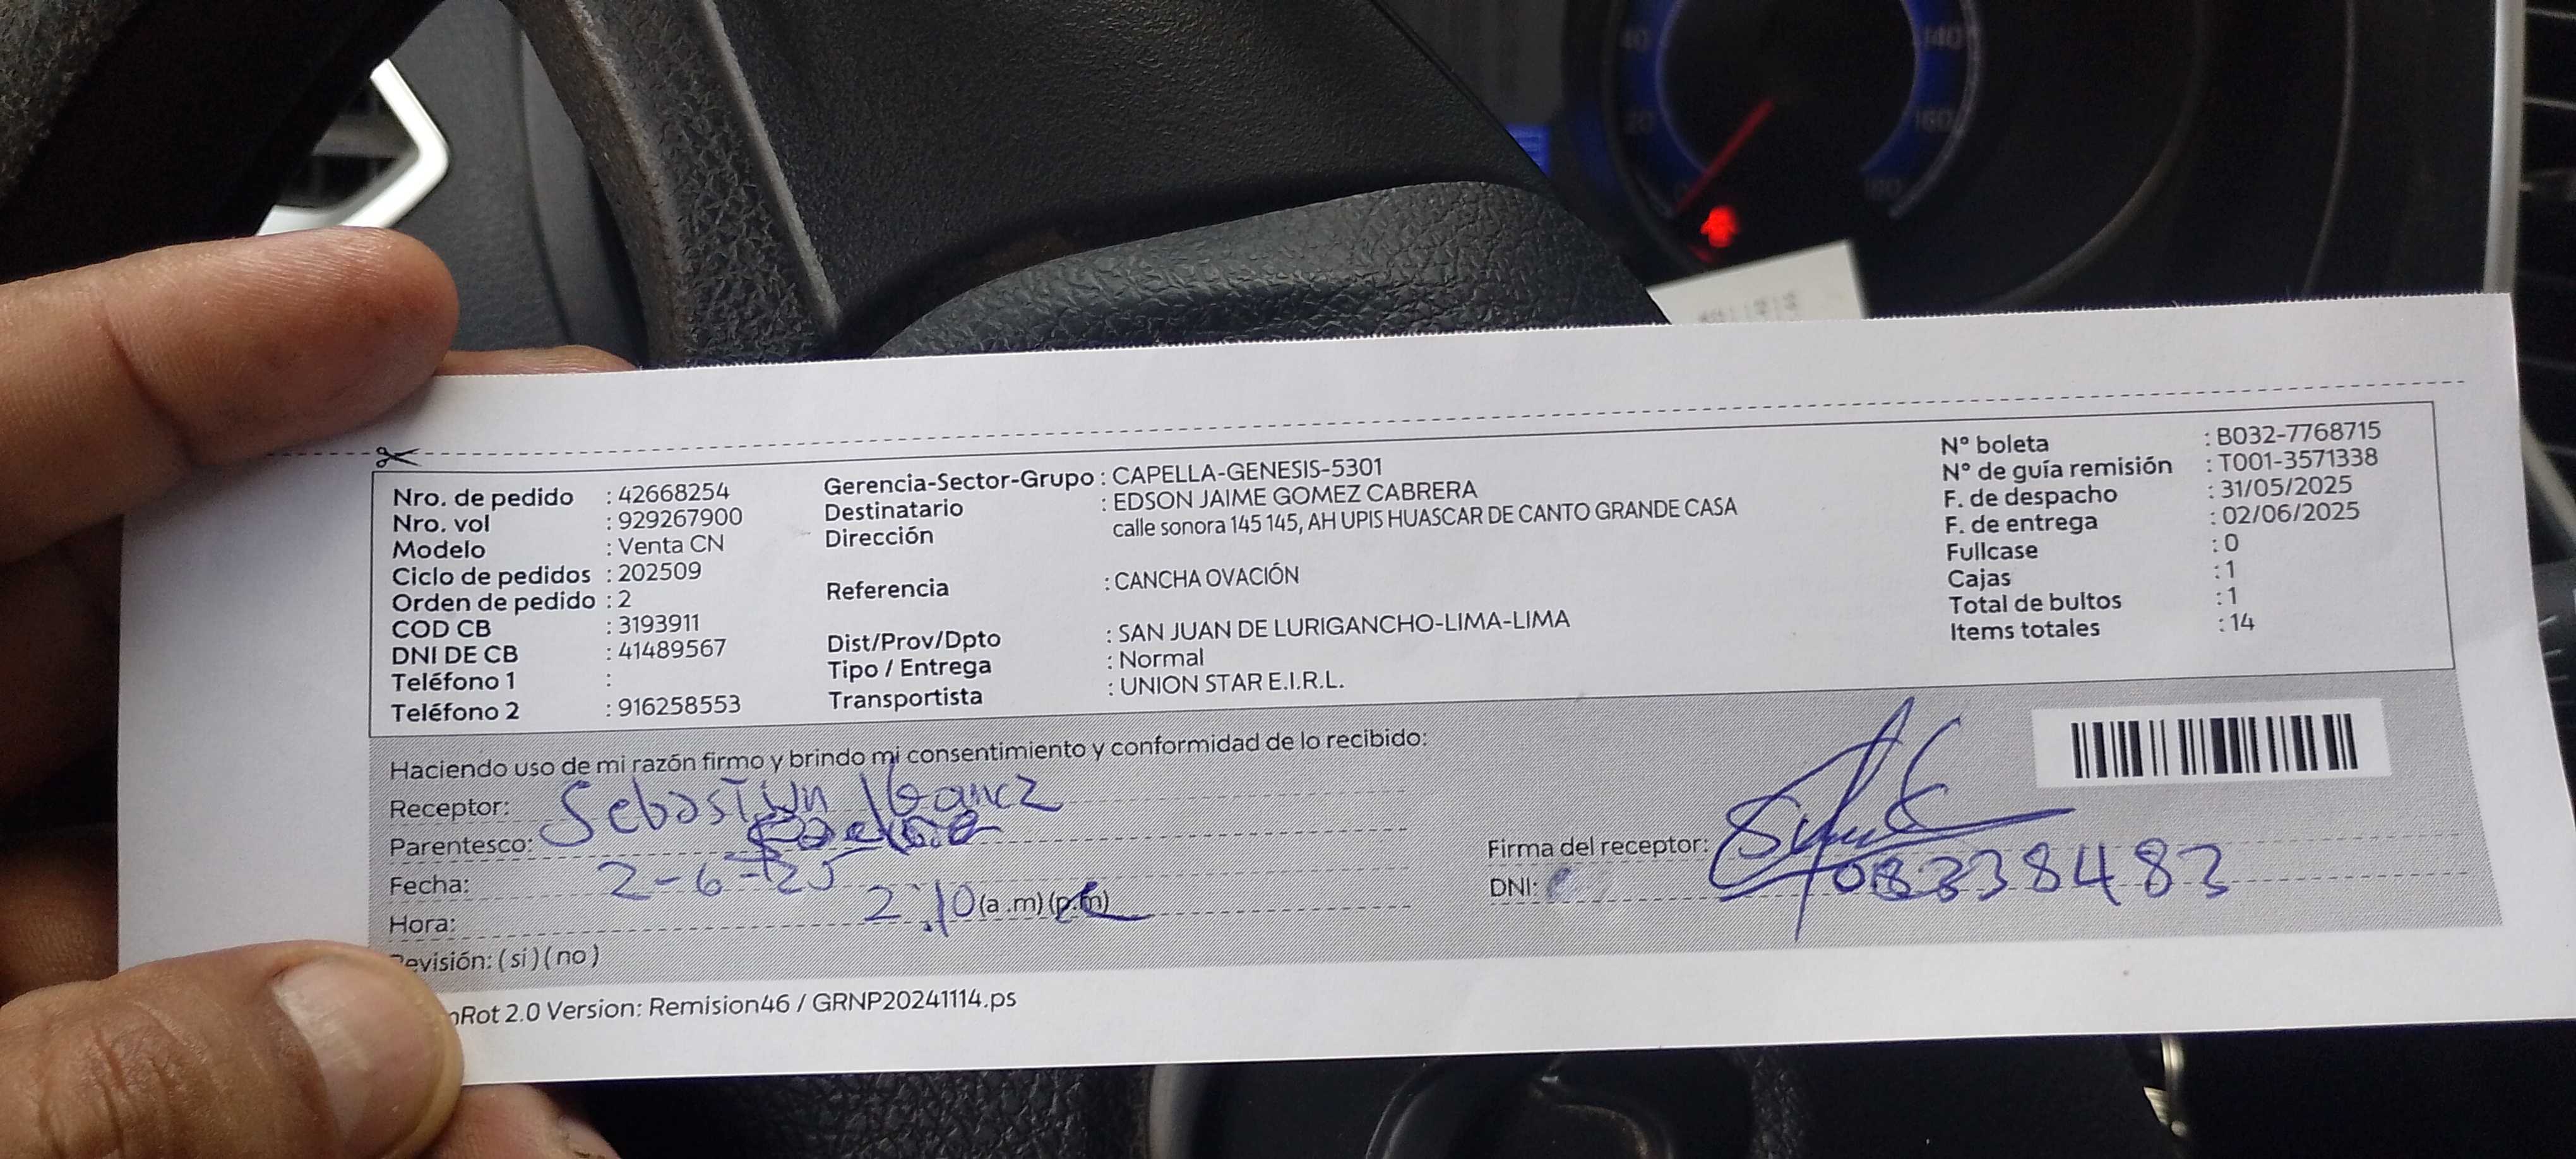 Nro. de pedido : 42668254
Nro. vol : 929267900
Modelo : Venta CN
Ciclo de pedidos : 202509
Orden de pedido : 2
COD CB : 3193911
DNI DE CB : 41489567
Teléfono 1 :
Teléfono 2 : 916258553
Gerencia-Sector-Grupo : CAPELLA-GENESIS-5301
Destinatario : EDSON JAIME GOMEZ CABRERA
Dirección calle sonora 145 145, AH UPIS HUASCAR DE CANTO GRANDE CASA
Referencia : CANCHA OVACIÓN
Dist/Prov/Dpto : SAN JUAN DE LURIGANCHO-LIMA-LIMA
Tipo / Entrega : Normal
Transportista : UNION STAR E.I.R.L.
N° boleta : B032-7768715
N° de guía remisión : T001-3571338
F. de despacho : 31/05/2025
F. de entrega : 02/06/2025
Fullcase : 0
Cajas : 1
Total de bultos : 1
Items totales : 14
Haciendo uso de mi razón firmo y brindo mi consentimiento y conformidad de lo recibido:
Receptor: Sebastian
Parentesco:
Fecha: 2-6-25
Hora: 2:10 (a.m) (p.m)
Revisión: (si) (no)
Firma del receptor:
DNI:
nRot 2.0 Version: Remision46 / GRNP20241114.ps